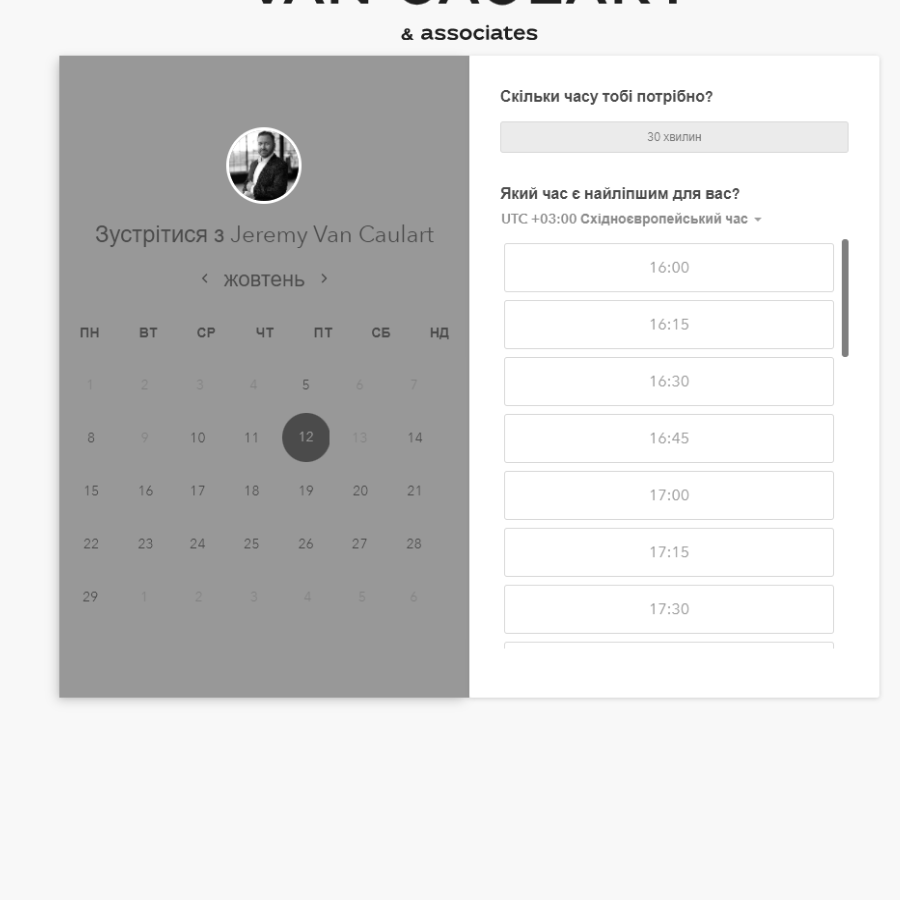 VAN CAULART
& associates
Зустрітися з Jeremy Van Caulart
жовтень
ПН ВТ СР ЧТ ПТ СБ НД
1 2 3 4 5 6 7
8 9 10 11 12 13 14
15 16 17 18 19 20 21
22 23 24 25 26 27 28
29 1 2 3 4 5 6
Скільки часу тобі потрібно?
30 хвилин
Який час є найліпшим для вас?
UTC +03:00 Східноєвропейський час
16:00
16:15
16:30
16:45
17:00
17:15
17:30